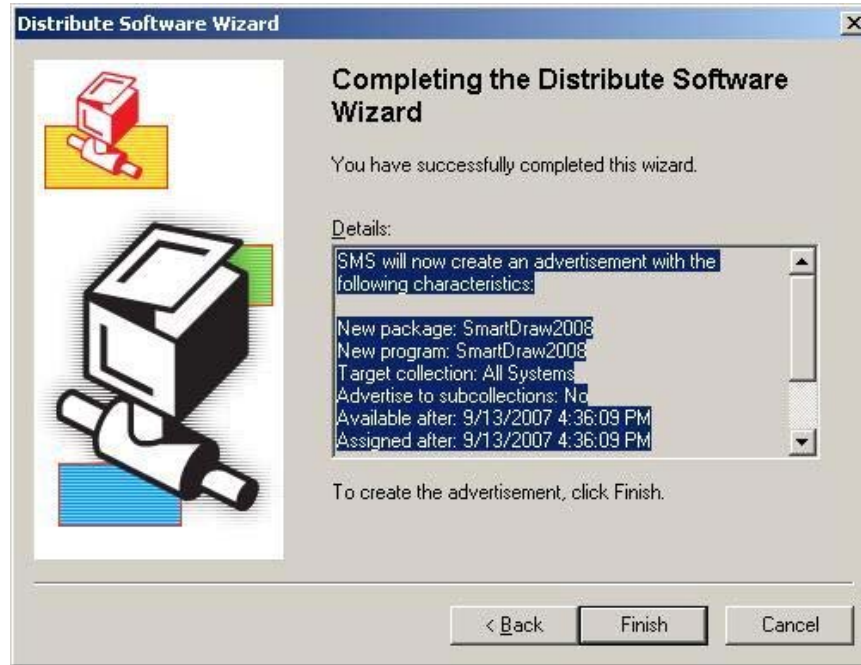 Distribute Software Wizard
Completing the Distribute Software
Wizard
You have successfully completed this wizard.
Details:
SMS will now create an advertisement with the
following characteristics:
New package: SmartDraw2008
New program: SmartDraw2008
Target collection: All Systems
Advertise to subcollections: No
Available after: 9/13/2007 4:36:09 PM
Assigned after: 9/13/2007 4:36:09 PM
To create the advertisement, click Finish.
< Back
Finish
Cancel